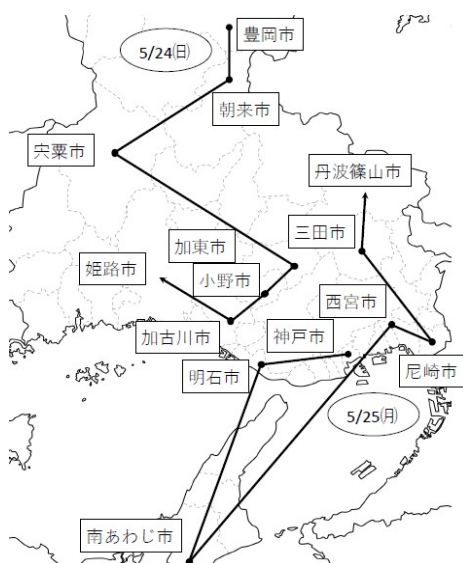 豊岡市
5/24㈰
朝来市
宍粟市
丹波篠山市
加東市
三田市
姫路市
小野市
西宮市
加古川市
神戸市
明石市
尼崎市
5/25㈪
南あわじ市